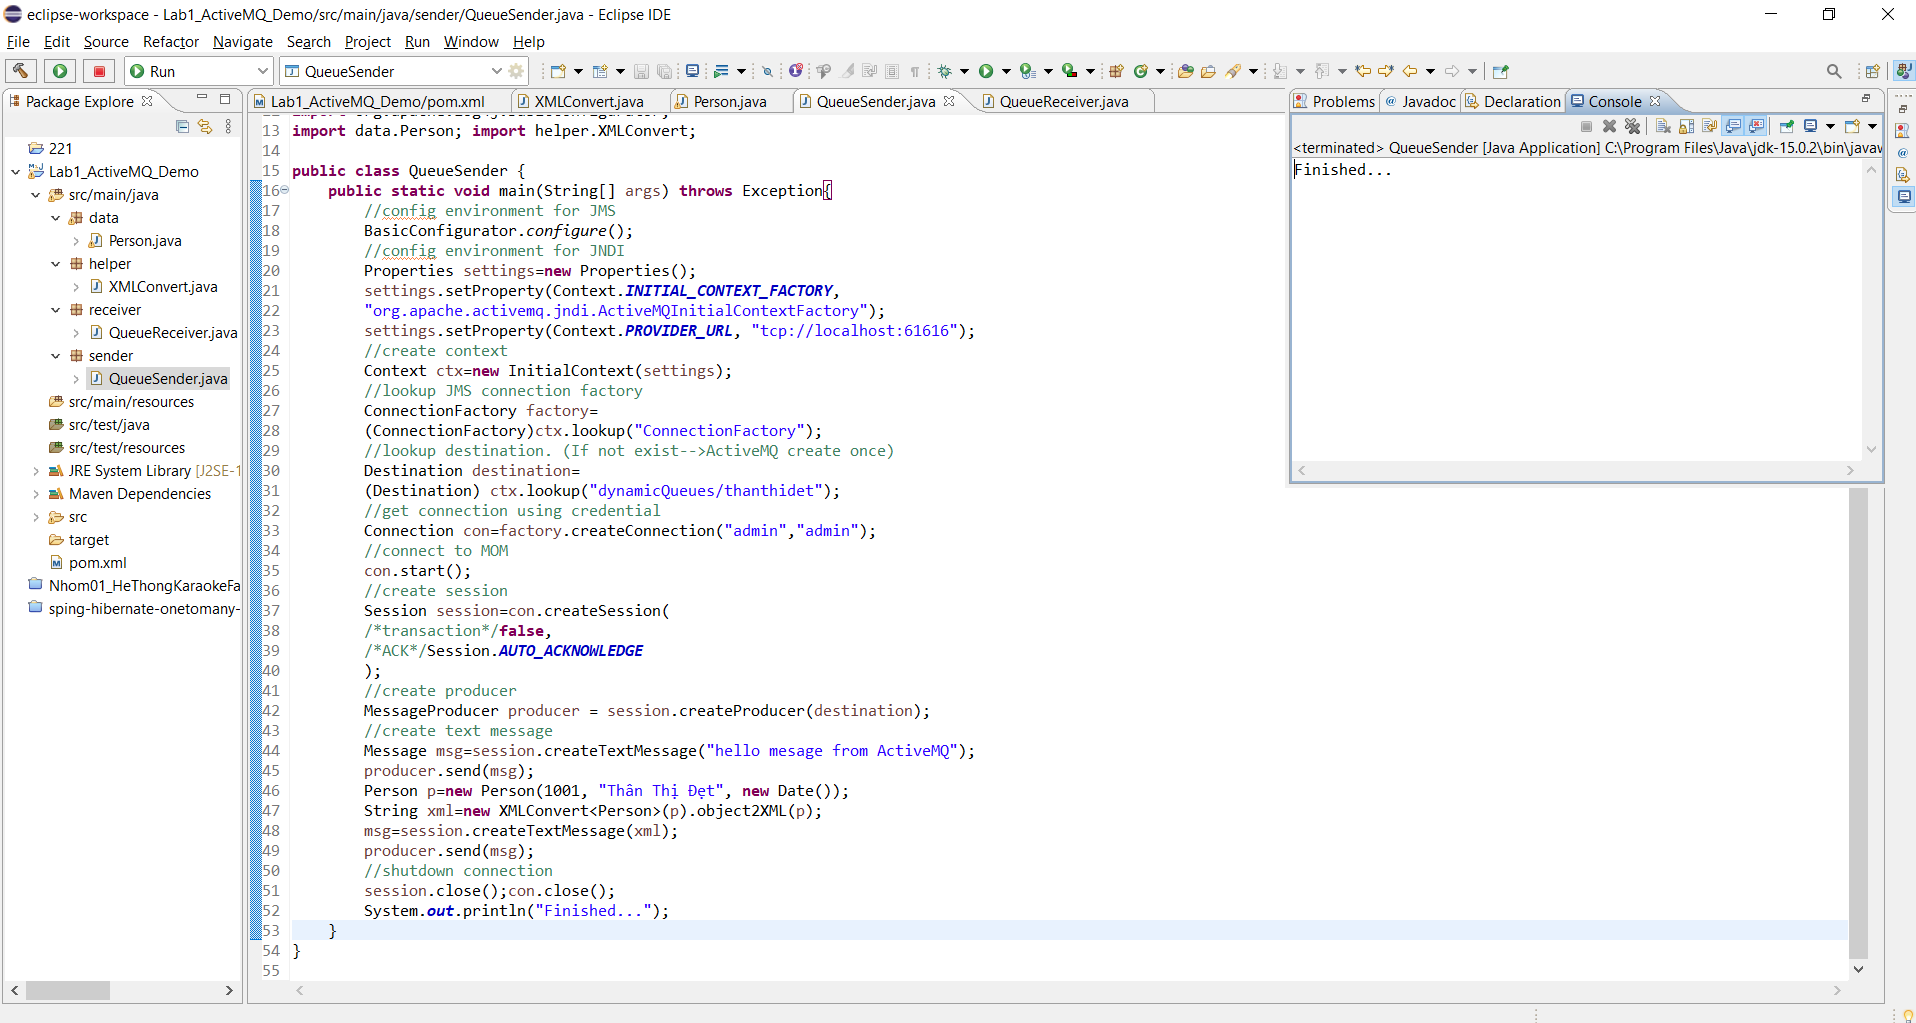 eclipse-workspace - Lab1_ActiveMQ_Demo/src/main/java/sender/QueueSender.java - Eclipse IDE
File Edit Source Refactor Navigate Search Project Run Window Help
Run QueueSender
Package Explore
221
Lab1_ActiveMQ_Demo
src/main/java
data
Person.java
helper
XMLConvert.java
receiver
QueueReceiver.java
sender
QueueSender.java
src/main/resources
src/test/java
src/test/resources
JRE System Library [J2SE-1
Maven Dependencies
src
target
pom.xml
Nhom01_HeThongKaraokeFa
sping-hibernate-onetomany-
Lab1_ActiveMQ_Demo/pom.xml XMLConvert.java Person.java QueueSender.java QueueReceiver.java
13 import data.Person; import helper.XMLConvert;
14
15 public class QueueSender {
16 public static void main(String[] args) throws Exception{
17 //config environment for JMS
18 BasicConfigurator.configure();
19 //config environment for JNDI
20 Properties settings=new Properties();
21 settings.setProperty(Context.INITIAL_CONTEXT_FACTORY,
22 "org.apache.activemq.jndi.ActiveMQInitialContextFactory");
23 settings.setProperty(Context.PROVIDER_URL, "tcp://localhost:61616");
24 //create context
25 Context ctx=new InitialContext(settings);
26 //lookup JMS connection factory
27 ConnectionFactory factory=
28 (ConnectionFactory)ctx.lookup("ConnectionFactory");
29 //lookup destination. (If not exist-->ActiveMQ create once)
30 Destination destination=
31 (Destination) ctx.lookup("dynamicQueues/thanthidet");
32 //get connection using credential
33 Connection con=factory.createConnection("admin","admin");
34 //connect to MOM
35 con.start();
36 //create session
37 Session session=con.createSession(
38 /*transaction*/false,
39 /*ACK*/Session.AUTO_ACKNOWLEDGE
40 );
41 //create producer
42 MessageProducer producer = session.createProducer(destination);
43 //create text message
44 Message msg=session.createTextMessage("hello mesage from ActiveMQ");
45 producer.send(msg);
46 Person p=new Person(1001, "Thân Thị Đẹt", new Date());
47 String xml=new XMLConvert<Person>(p).object2XML(p);
48 msg=session.createTextMessage(xml);
49 producer.send(msg);
50 //shutdown connection
51 session.close();con.close();
52 System.out.println("Finished...");
53 }
54 }
55
Problems Javadoc Declaration Console
<terminated> QueueSender [Java Application] C:\Program Files\Java\jdk-15.0.2\bin\javaw
Finished...